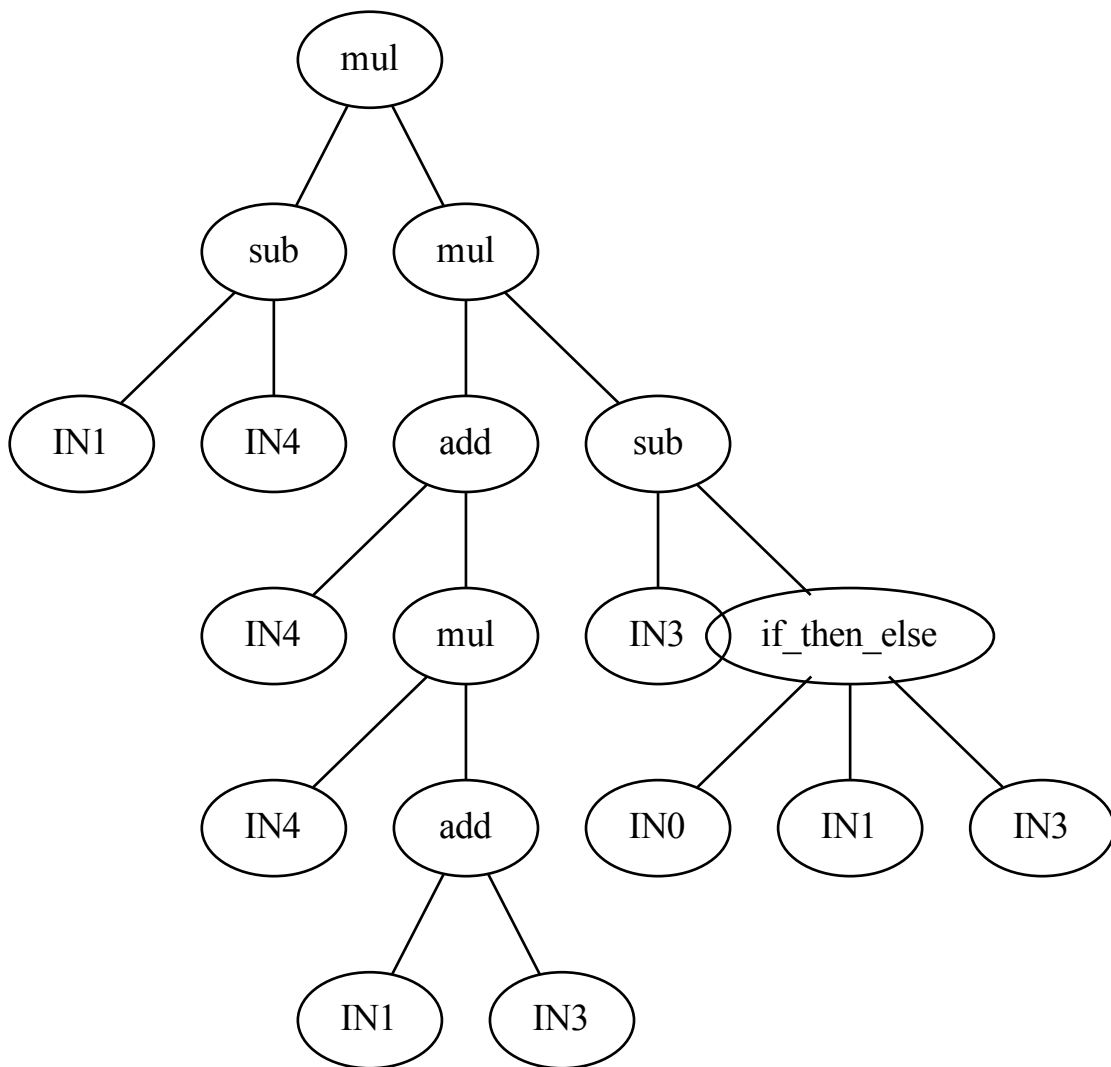 mul
sub mul
IN1 IN4 add sub
IN4 mul IN3 if_then_else
IN4 add IN0 IN1 IN3
IN1 IN3